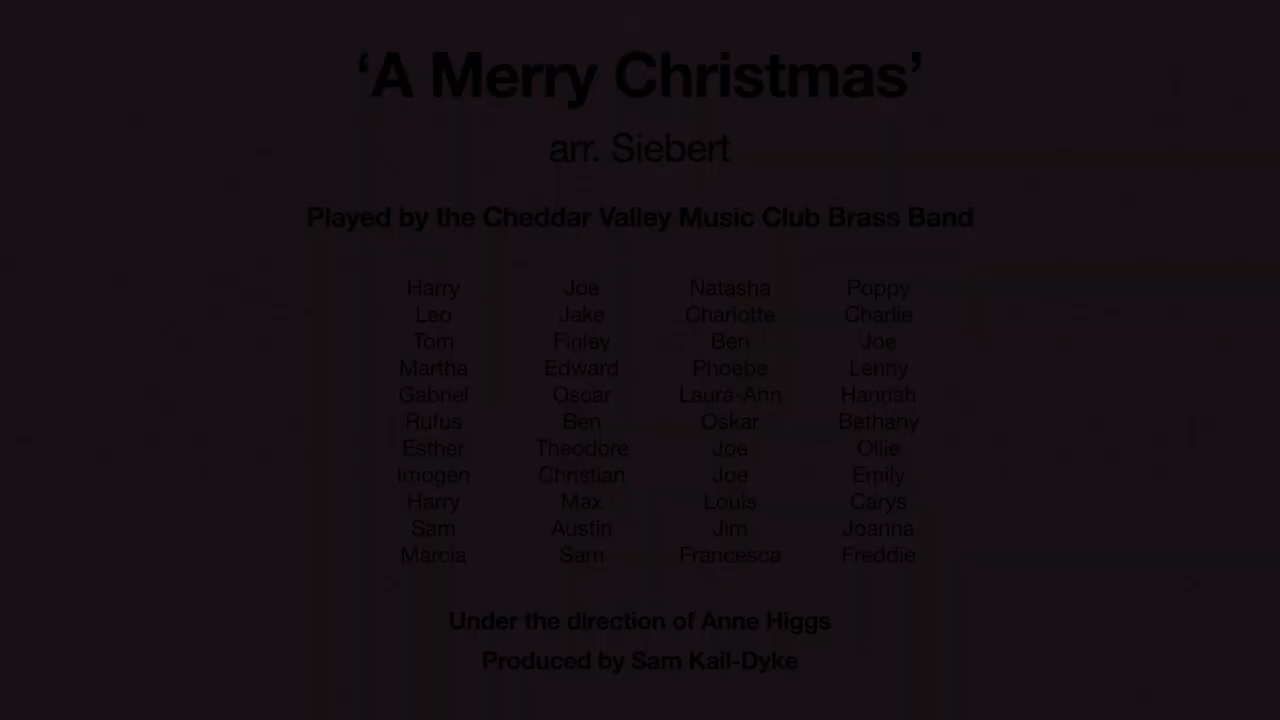 ‘A Merry Christmas’
arr. Siebert
Played by the Cheddar Valley Music Club Brass Band
Harry Joe Natasha Poppy
Leo Jake Charlotte Charlie
Tom Finley Ben Joe
Martha Edward Phoebe Lenny
Gabriel Oscar Laura-Ann Hannah
Rufus Ben Oskar Bethany
Esther Theodore Joe Ollie
Imogen Christian Joe Emily
Harry Max Louis Carys
Sam Austin Jim Joanna
Marcia Sam Francesca Freddie
Under the direction of Anne Higgs
Produced by Sam Kail-Dyke